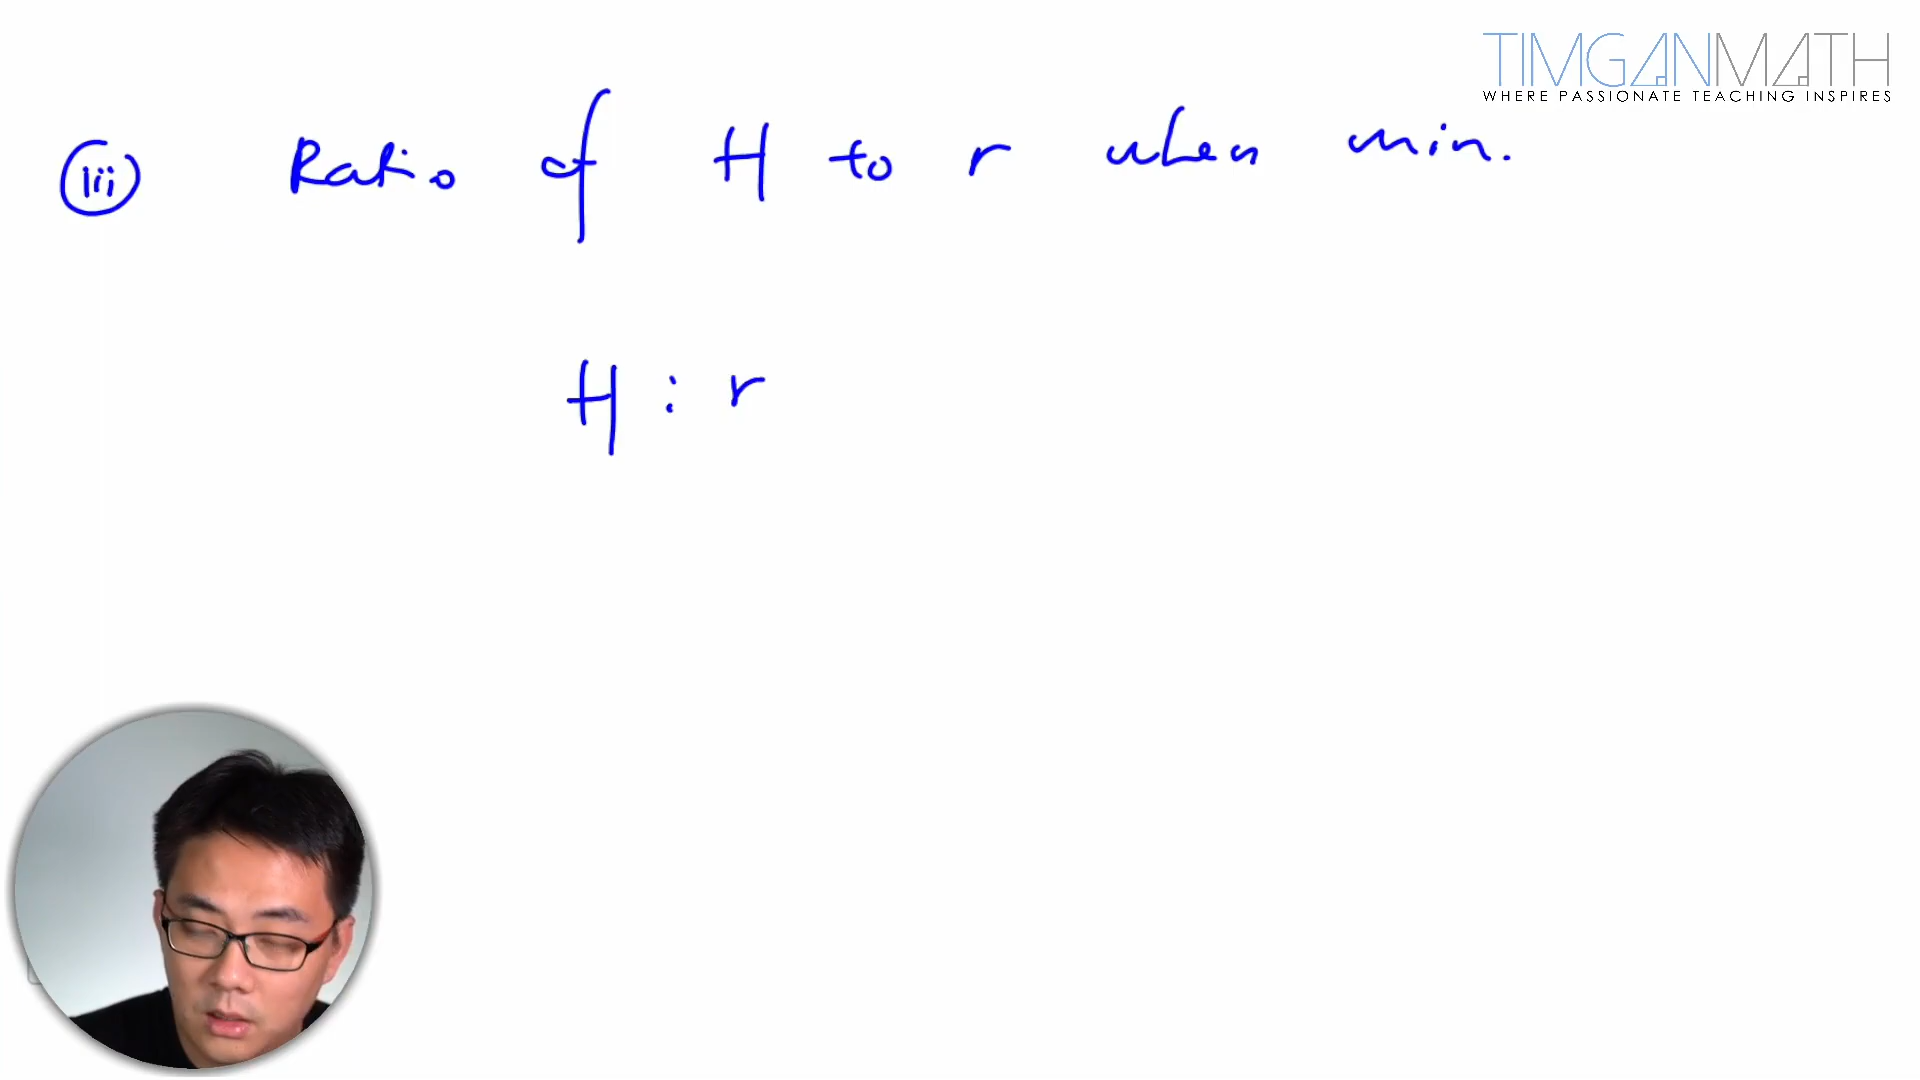 TIMGANMATH
WHERE PASSIONATE TEACHING INSPIRES
(iii) Ratio of H to r when min.
H : r